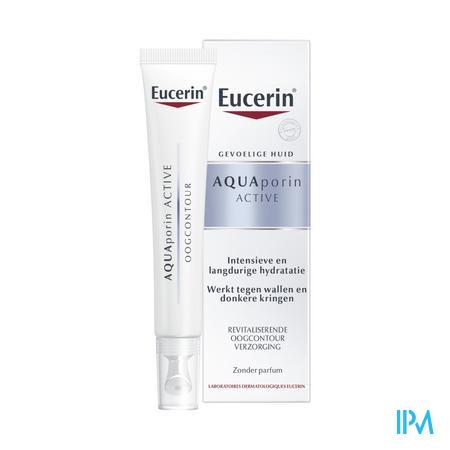 Eucerin®
AQUAporin ACTIVE
OOGCONTOUR
Eucerin®
GEVOELIGE HUID
AQUAporin
ACTIVE
Intensieve en
langdurige hydratatie
Werkt tegen wallen en
donkere kringen
REVITALISERENDE
OOGCONTOUR
VERZORGING
Zonder parfum
LABORATOIRES DERMATOLOGIQUES EUCERIN
IPM